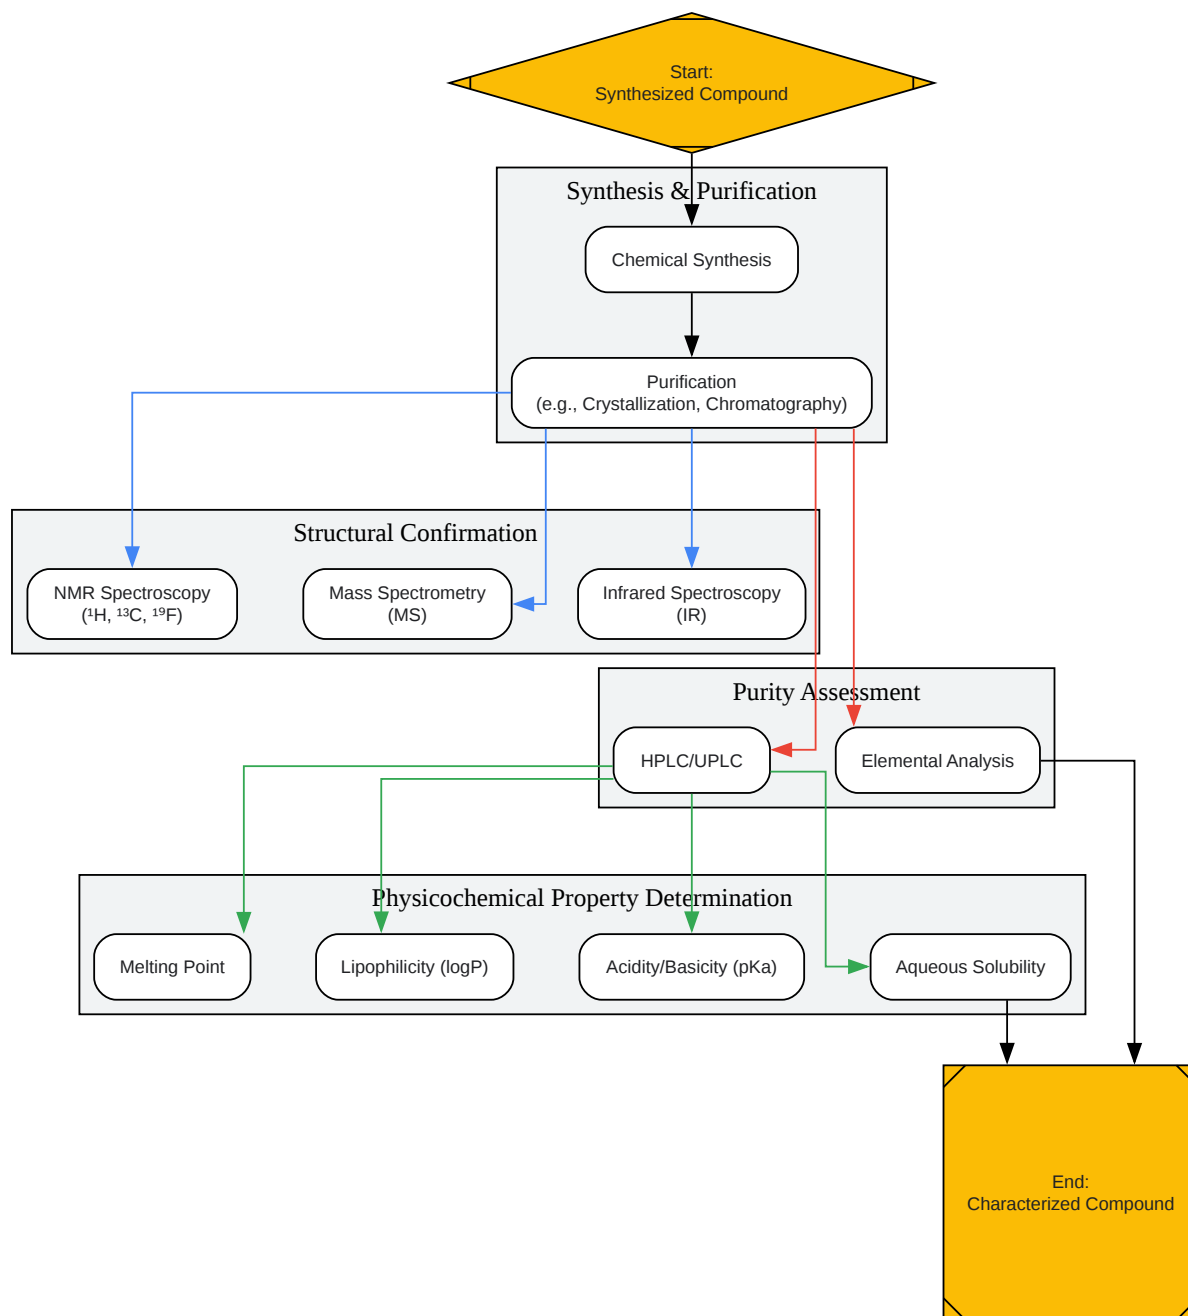 Start:
Synthesized Compound
Synthesis & Purification
Chemical Synthesis
Purification
(e.g., Crystallization, Chromatography)
Structural Confirmation
NMR Spectroscopy
(¹H, ¹³C, ¹⁹F)
Mass Spectrometry
(MS)
Infrared Spectroscopy
(IR)
Purity Assessment
HPLC/UPLC
Elemental Analysis
Physicochemical Property Determination
Melting Point
Lipophilicity (logP)
Acidity/Basicity (pKa)
Aqueous Solubility
End:
Characterized Compound